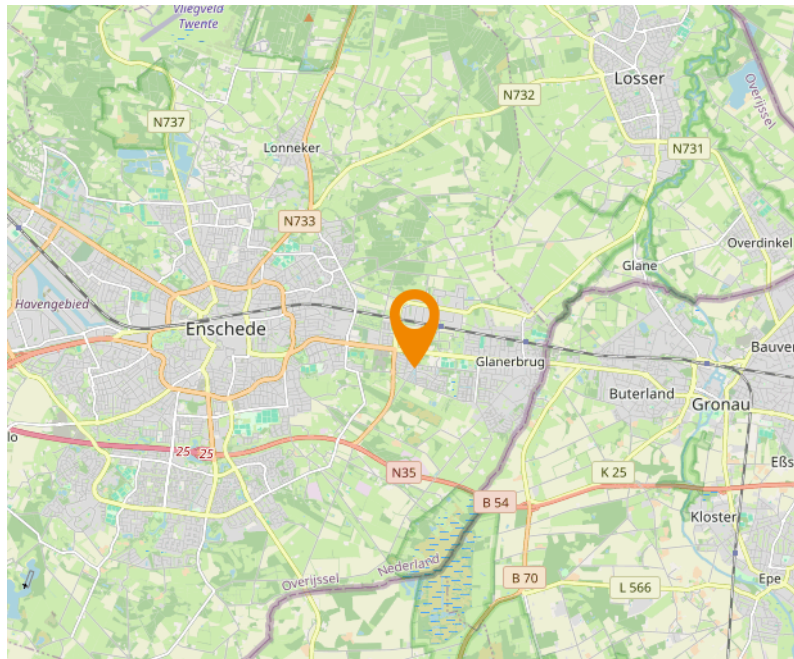 Vliegveld
Twente
Losser
Overijssel
N732
N737
Lonneker
N731
N733
Overdinkel
Glane
Havengebied
Enschede
Bauver
Glanerbrug
Buterland
Gronau
lo
25
25
N35
K 25
Eßs
B 54
Kloster
Nederland
Overijssel
B 70
L 566
Epe